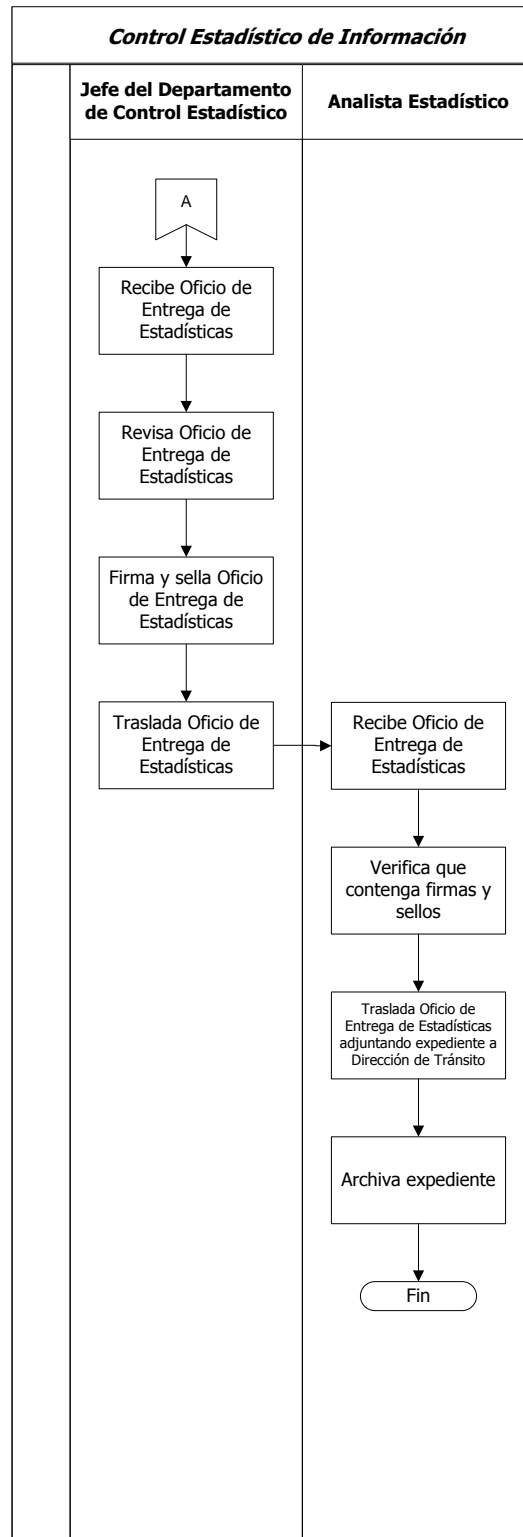 Control Estadístico de Información
Jefe del Departamento
de Control Estadístico
Analista Estadístico
A
Recibe Oficio de
Entrega de
Estadísticas
Revisa Oficio de
Entrega de
Estadísticas
Firma y sella Oficio
de Entrega de
Estadísticas
Traslada Oficio de
Entrega de
Estadísticas
Recibe Oficio de
Entrega de
Estadísticas
Verifica que
contenga firmas y
sellos
Traslada Oficio de
Entrega de Estadísticas
adjuntando expediente a
Dirección de Tránsito
Archiva expediente
Fin